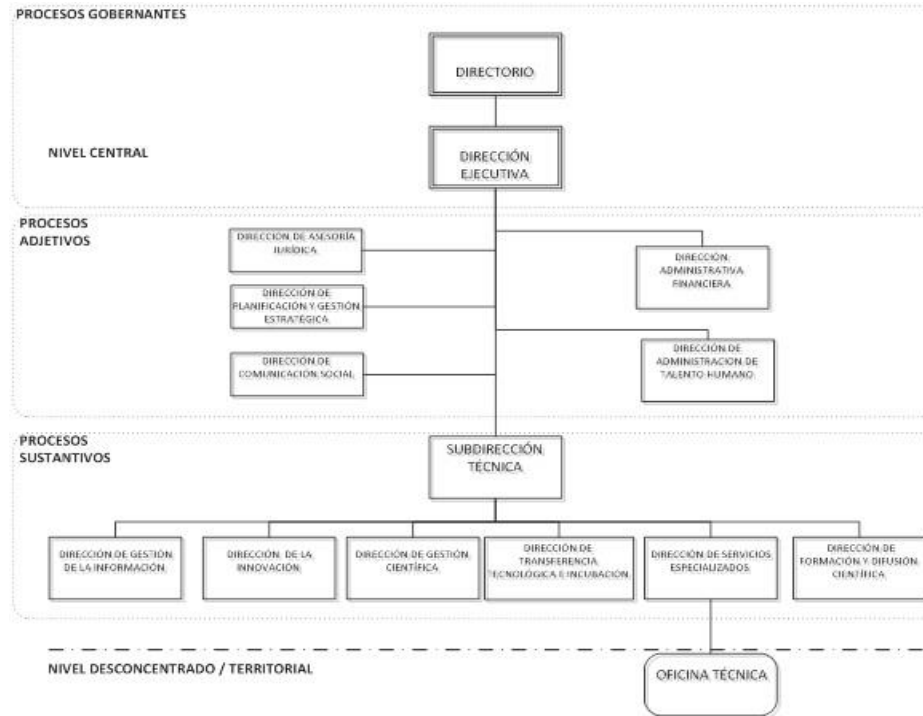 PROCESOS GOBERNANTES
DIRECTORIO
NIVEL CENTRAL
DIRECCIÓN
EJECUTIVA
PROCESOS
ADJETIVOS
DIRECCIÓN DE ASESORÍA
JURÍDICA
DIRECCIÓN
ADMINISTRATIVA
FINANCIERA
DIRECCIÓN DE
PLANIFICACIÓN Y GESTIÓN
ESTRATÉGICA
DIRECCIÓN DE
COMUNICACIÓN SOCIAL
DIRECCIÓN DE
ADMINISTRACION DE
TALENTO HUMANO
PROCESOS
SUSTANTIVOS
SUBDIRECCIÓN
TÉCNICA
DIRECCIÓN DE GESTIÓN
DE LA INFORMACIÓN
DIRECCIÓN DE LA
INNOVACIÓN
DIRECCIÓN DE GESTIÓN
CIENTÍFICA
DIRECCIÓN DE
TRANSFERENCIA
TECNOLÓGICA E INCUBACIÓN
DIRECCIÓN DE SERVICIOS
ESPECIALIZADOS
DIRECCIÓN DE
FORMACIÓN Y DIFUSIÓN
CIENTÍFICA
NIVEL DESCONCENTRADO / TERRITORIAL
OFICINA TÉCNICA